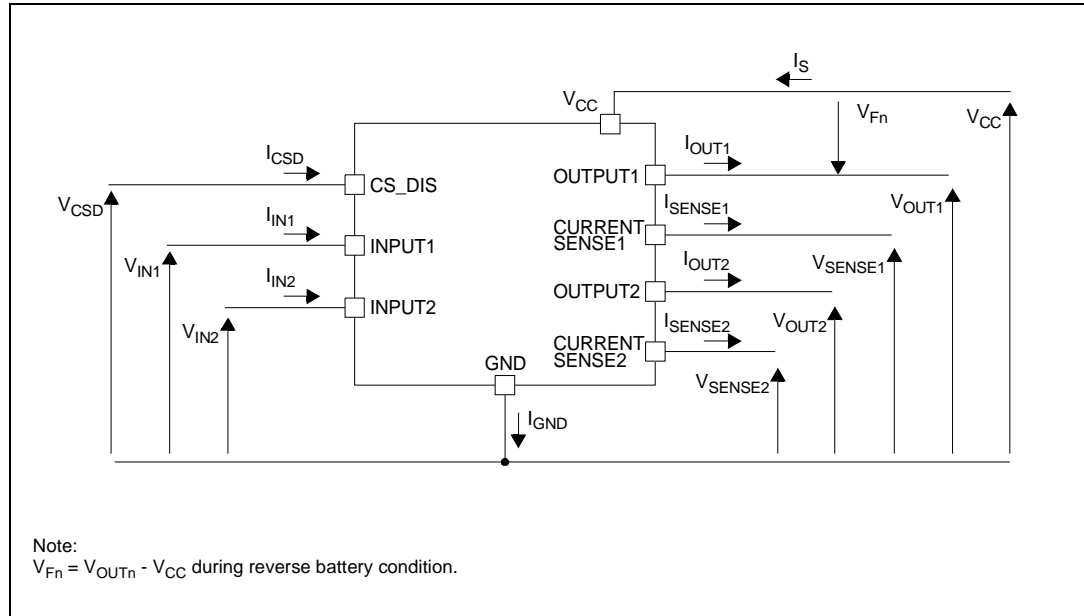 I_S
V_CC
V_Fn
V_CC
I_CSD
I_OUT1
CS_DIS
OUTPUT1
V_CSD
I_IN1
I_SENSE1
CURRENT
SENSE1
V_OUT1
INPUT1
V_IN1
I_IN2
I_OUT2
V_SENSE1
OUTPUT2
INPUT2
V_IN2
I_SENSE2
V_OUT2
CURRENT
SENSE2
GND
V_SENSE2
I_GND
Note:
V_Fn = V_OUTn - V_CC during reverse battery condition.